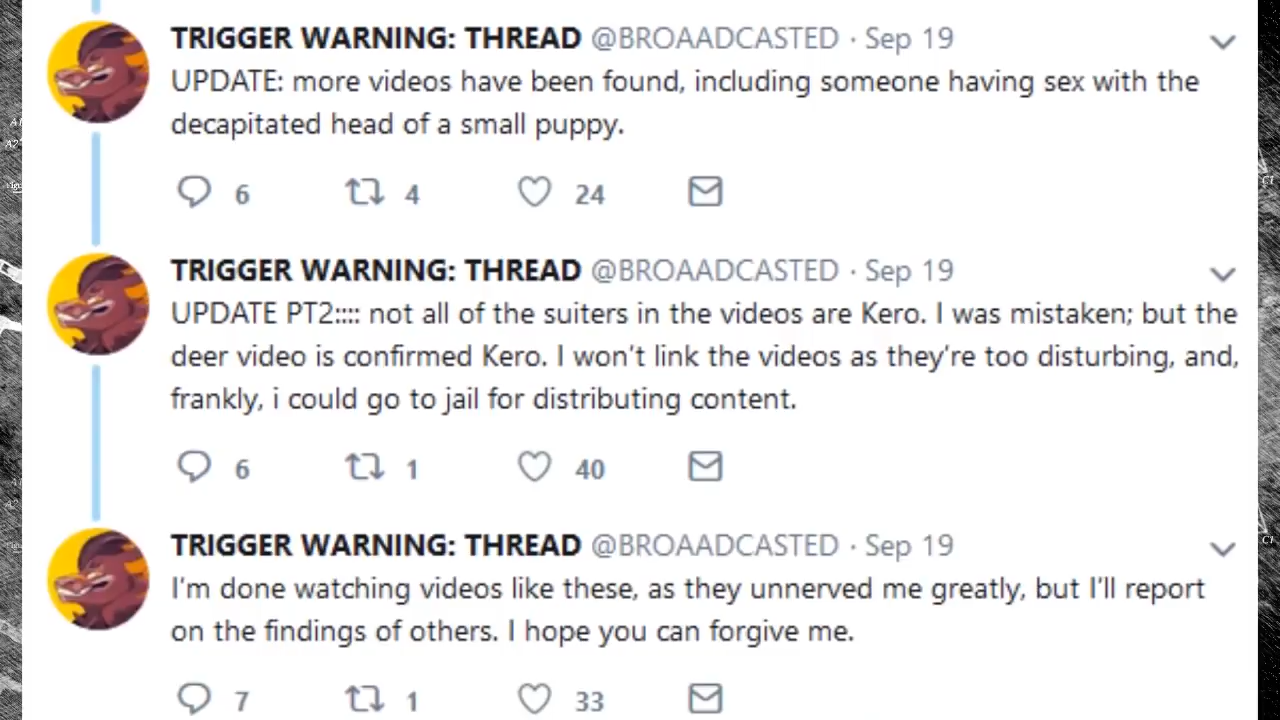 TRIGGER WARNING: THREAD @BROAADCASTED · Sep 19
UPDATE: more videos have been found, including someone having sex with the
decapitated head of a small puppy.
6 4 24
TRIGGER WARNING: THREAD @BROAADCASTED · Sep 19
UPDATE PT2:::: not all of the suiters in the videos are Kero. I was mistaken; but the
deer video is confirmed Kero. I won't link the videos as they're too disturbing, and,
frankly, i could go to jail for distributing content.
6 1 40
TRIGGER WARNING: THREAD @BROAADCASTED · Sep 19
I'm done watching videos like these, as they unnerved me greatly, but I'll report
on the findings of others. I hope you can forgive me.
7 1 33